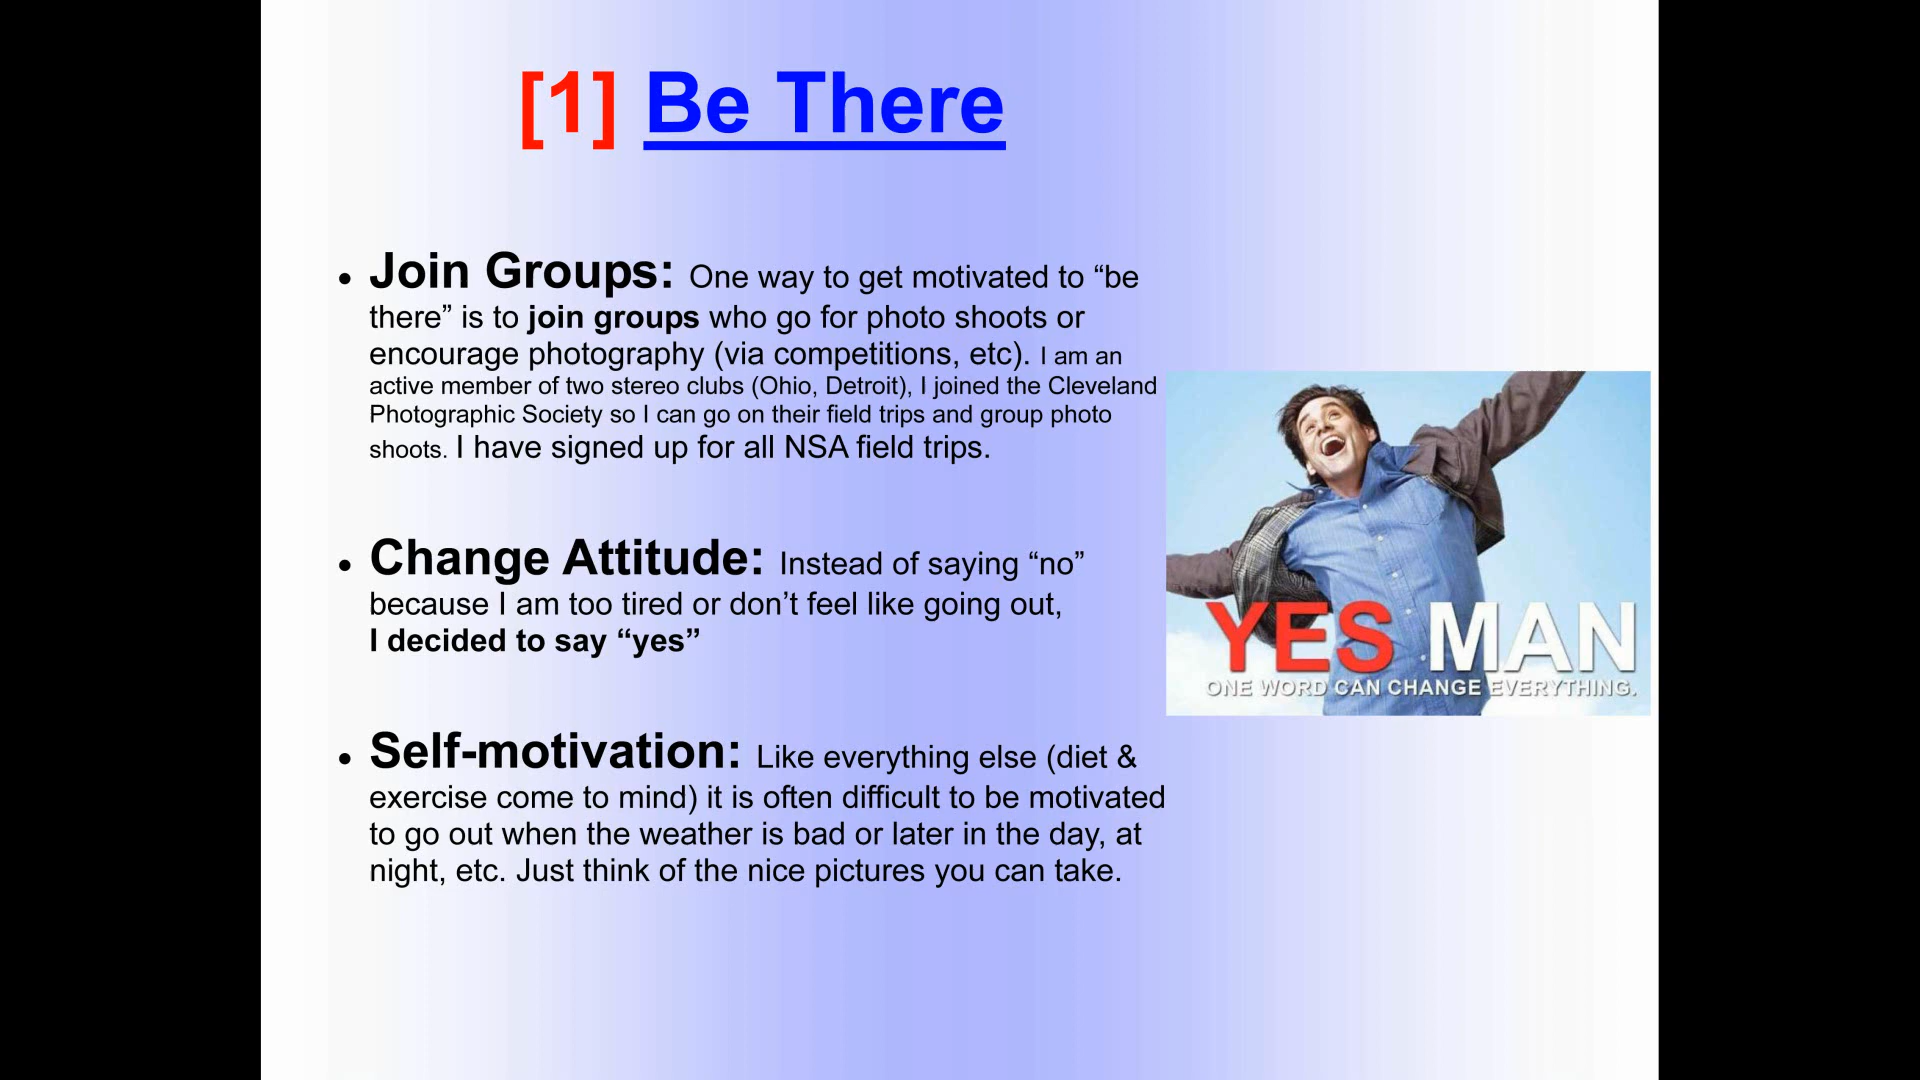 [1] Be There
• Join Groups: One way to get motivated to “be
there” is to join groups who go for photo shoots or
encourage photography (via competitions, etc). I am an
active member of two stereo clubs (Ohio, Detroit), I joined the Cleveland
Photographic Society so I can go on their field trips and group photo
shoots. I have signed up for all NSA field trips.
• Change Attitude: Instead of saying “no”
because I am too tired or don’t feel like going out,
I decided to say “yes”
• Self-motivation: Like everything else (diet &
exercise come to mind) it is often difficult to be motivated
to go out when the weather is bad or later in the day, at
night, etc. Just think of the nice pictures you can take.
YES MAN
ONE WORD CAN CHANGE EVERYTHING.